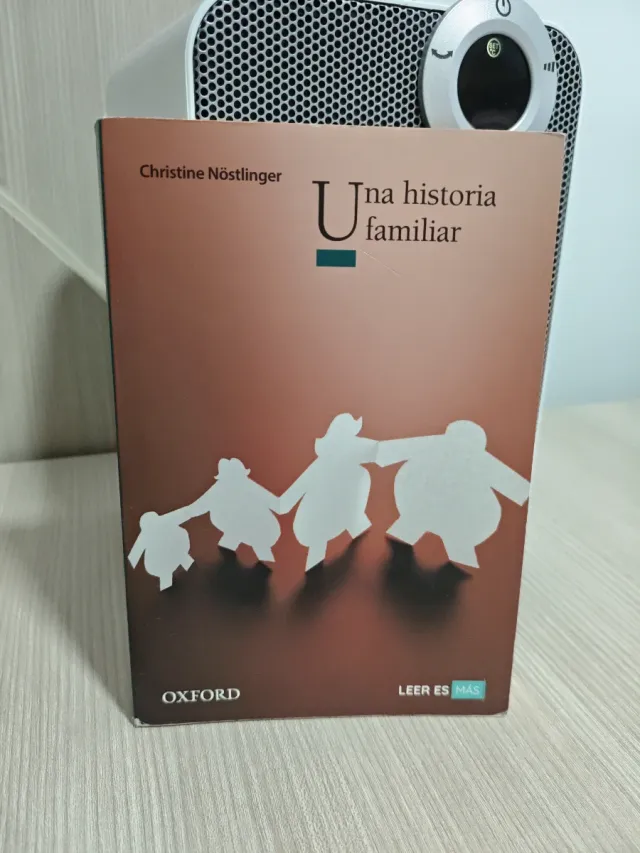 Christine Nöstlinger
Una historia
familiar
OXFORD
LEER ES MÁS